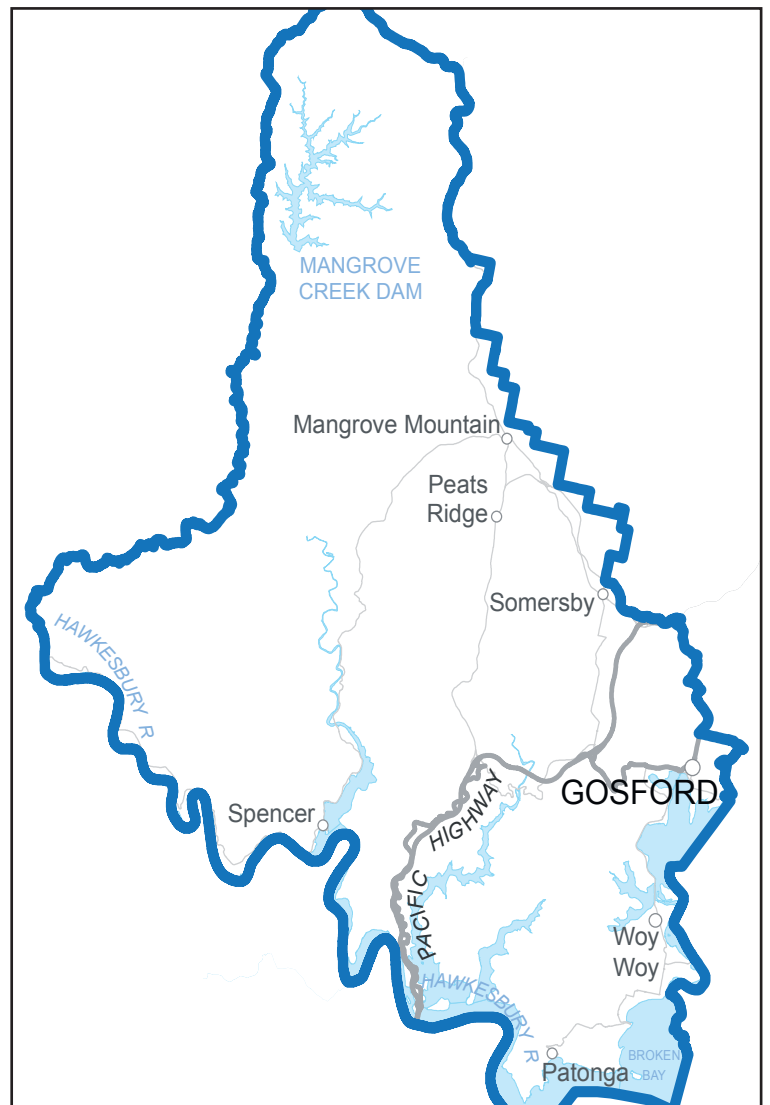 MANGROVE
CREEK DAM
Mangrove Mountain
Peats
Ridge
Somersby
HAWKESBURY R
GOSFORD
Spencer
PACIFIC HIGHWAY
Woy
Woy
HAWKESBURY R
BROKEN
BAY
Patonga